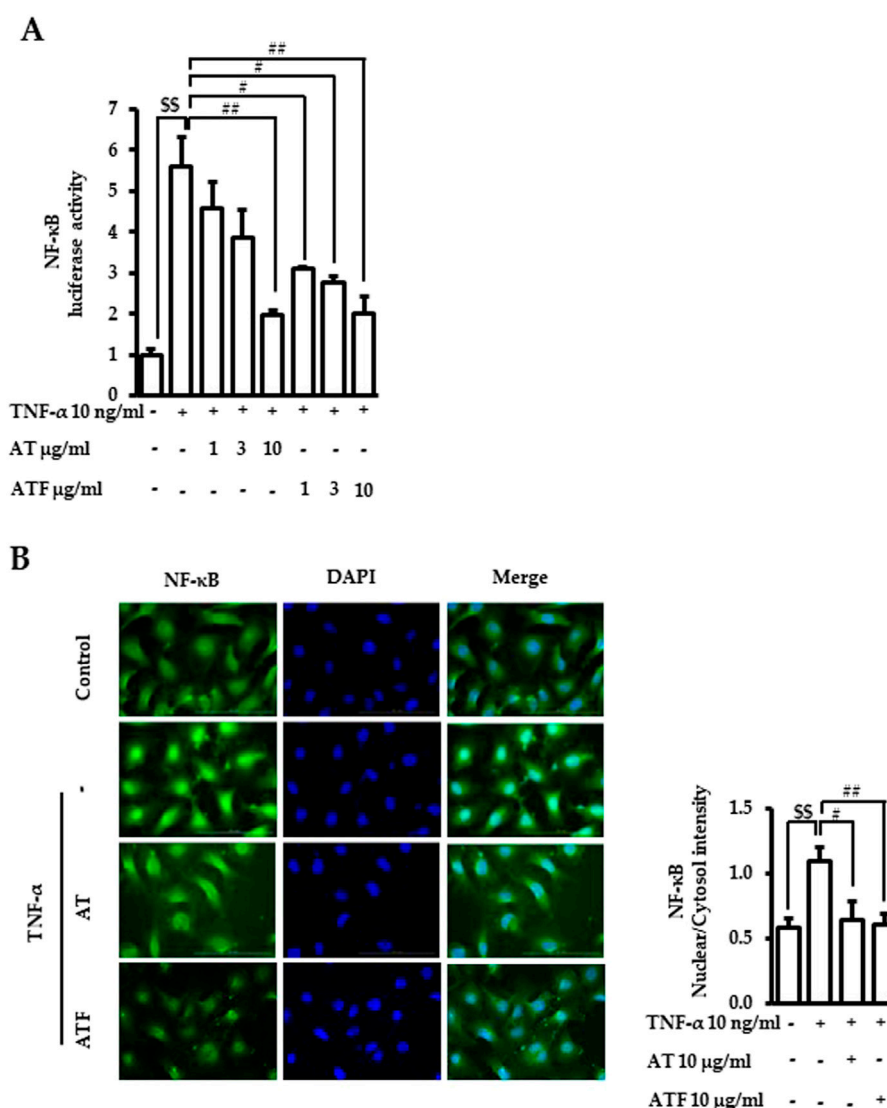 A
##
#
#
$$ ##
7
6
5
4
3
2
1
0
NF-κB
luciferase activity
TNF-α 10 ng/ml - + + + + + + +
AT μg/ml - - 1 3 10 - - -
ATF μg/ml - - - - - 1 3 10
B
NF-κB DAPI Merge
Control
-
AT
ATF
TNF-α
##
$$ #
1.5
1.0
0.5
0.0
NF-κB
Nuclear/Cytosol intensity
TNF-α 10 ng/ml - + + +
AT 10 μg/ml - - + -
ATF 10 μg/ml - - - +